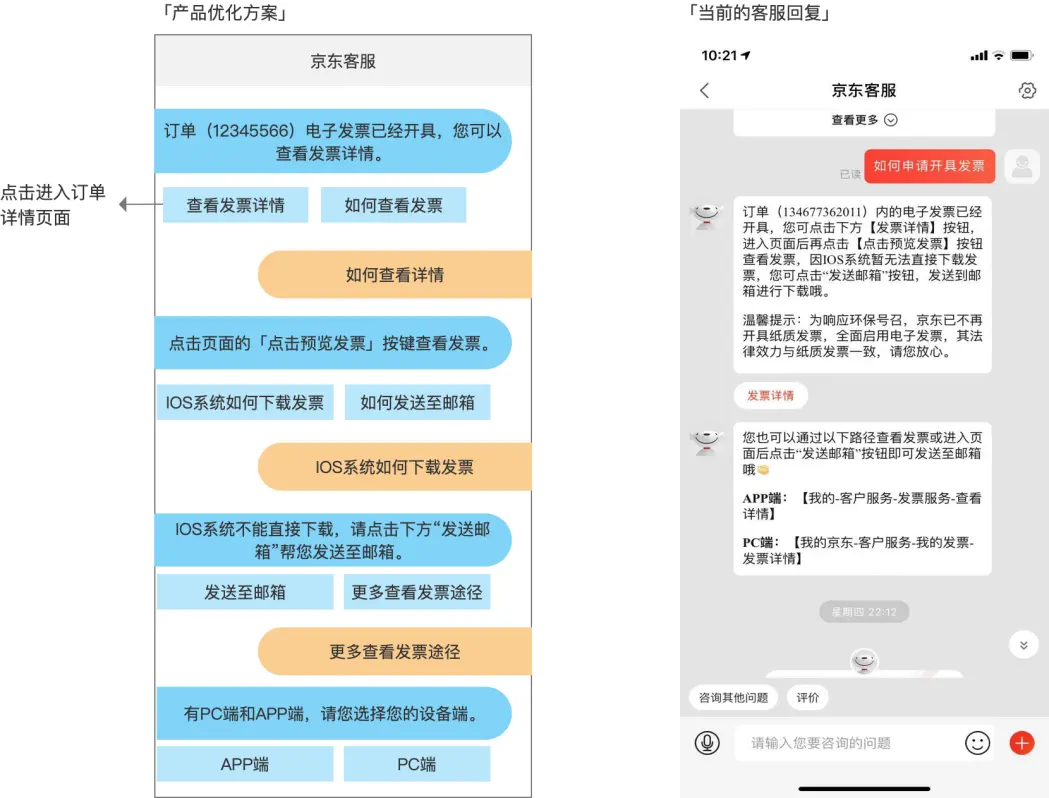 「产品优化方案」
京东客服
订单（12345566）电子发票已经开具，您可以
查看发票详情。
点击进入订单
详情页面
查看发票详情
如何查看发票
如何查看详情
点击页面的「点击预览发票」按键查看发票。
IOS系统如何下载发票
如何发送至邮箱
IOS系统如何下载发票
IOS系统不能直接下载，请点击下方“发送邮
箱”帮您发送至邮箱。
发送至邮箱
更多查看发票途径
更多查看发票途径
有PC端和APP端，请您选择您的设备端。
APP端
PC端
「当前的客服回复」
10:21
京东客服
查看更多
已读
如何申请开具发票
订单（134677362011）内的电子发票已经
开具，您可点击下方【发票详情】按钮，
进入页面后再点击【点击预览发票】按钮
查看发票，因IOS系统暂无法直接下载发
票，您可点击“发送邮箱”按钮，发送到邮
箱进行下载哦。
温馨提示：为响应环保号召，京东已不再
开具纸质发票，全面启用电子发票，其法
律效力与纸质发票一致，请您放心。
发票详情
您也可以通过以下路径查看发票或进入页
面后点击“发送邮箱”按钮即可发送至邮箱
哦
APP端：【我的-客户服务-发票服务-查看
详情】
PC端：【我的京东-客户服务-我的发票-
发票详情】
星期四 22:12
咨询其他问题
评价
请输入您要咨询的问题